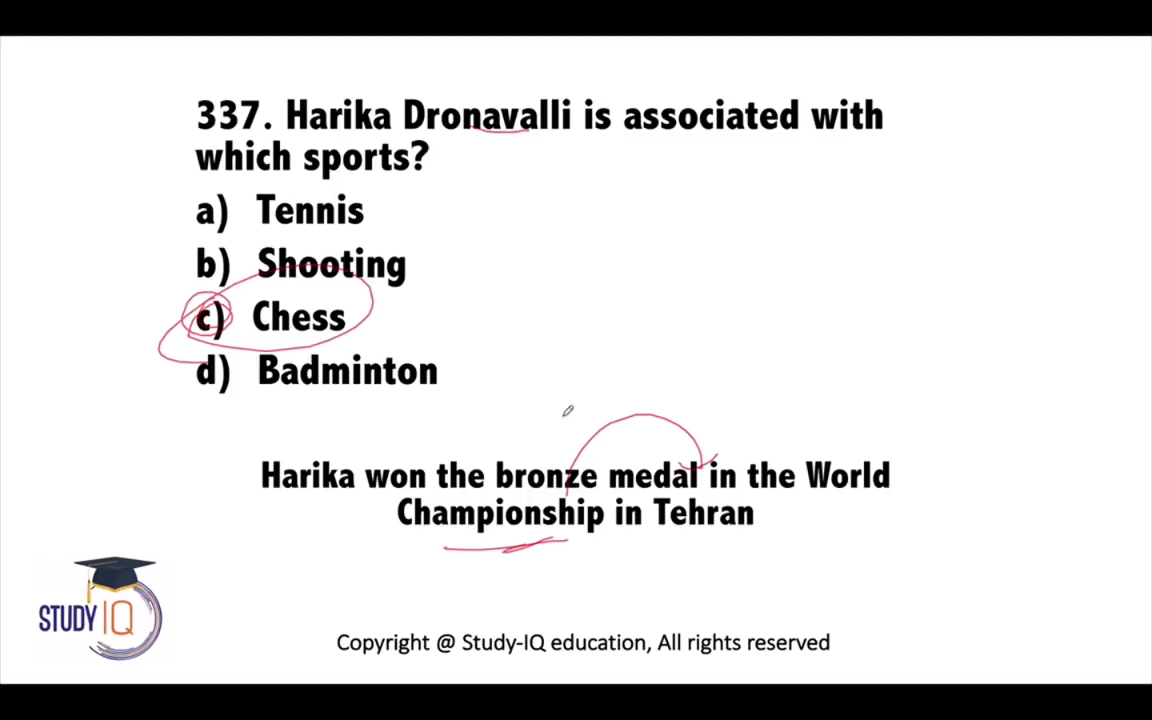 337. Harika Dronavalli is associated with
which sports?
a) Tennis
b) Shooting
c) Chess
d) Badminton
Harika won the bronze medal in the World
Championship in Tehran
STUDY IQ
Copyright @ Study-IQ education, All rights reserved